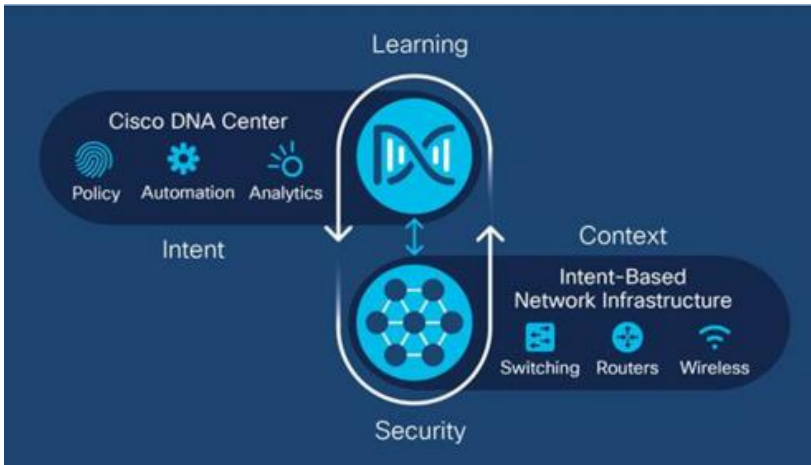 Learning
Cisco DNA Center
Policy Automation Analytics
Intent
Context
Intent-Based
Network Infrastructure
Switching Routers Wireless
Security